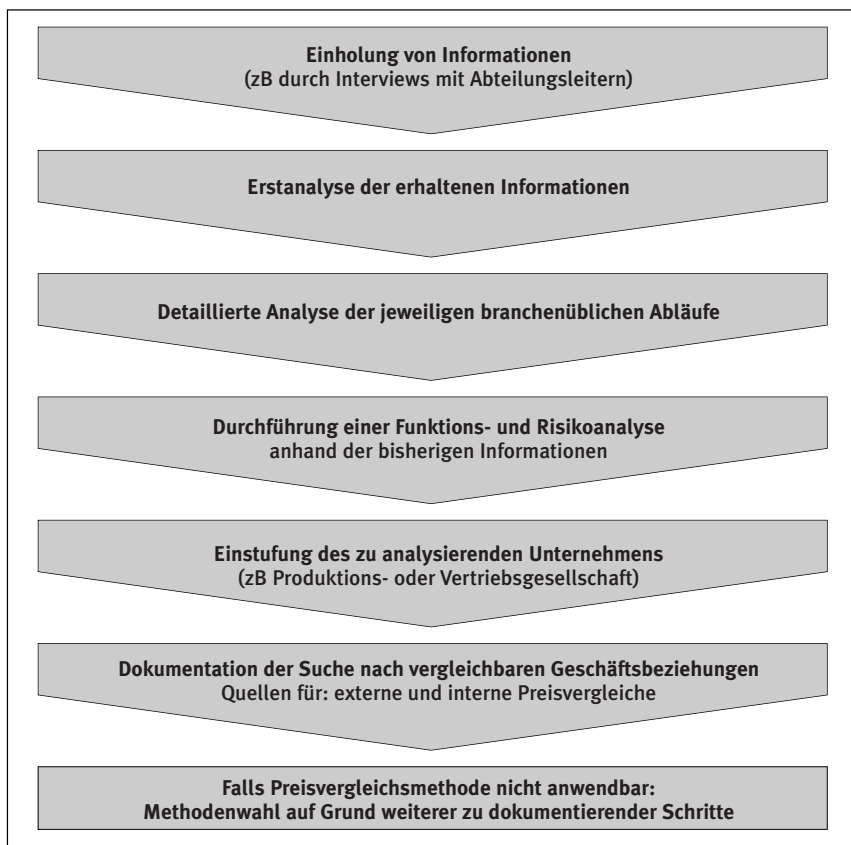 Einholung von Informationen
(zB durch Interviews mit Abteilungsleitern)
Erstanalyse der erhaltenen Informationen
Detaillierte Analyse der jeweiligen branchenüblichen Abläufe
Durchführung einer Funktions- und Risikoanalyse
anhand der bisherigen Informationen
Einstufung des zu analysierenden Unternehmens
(zB Produktions- oder Vertriebsgesellschaft)
Dokumentation der Suche nach vergleichbaren Geschäftsbeziehungen
Quellen für: externe und interne Preisvergleiche
Falls Preisvergleichsmethode nicht anwendbar:
Methodenwahl auf Grund weiterer zu dokumentierender Schritte